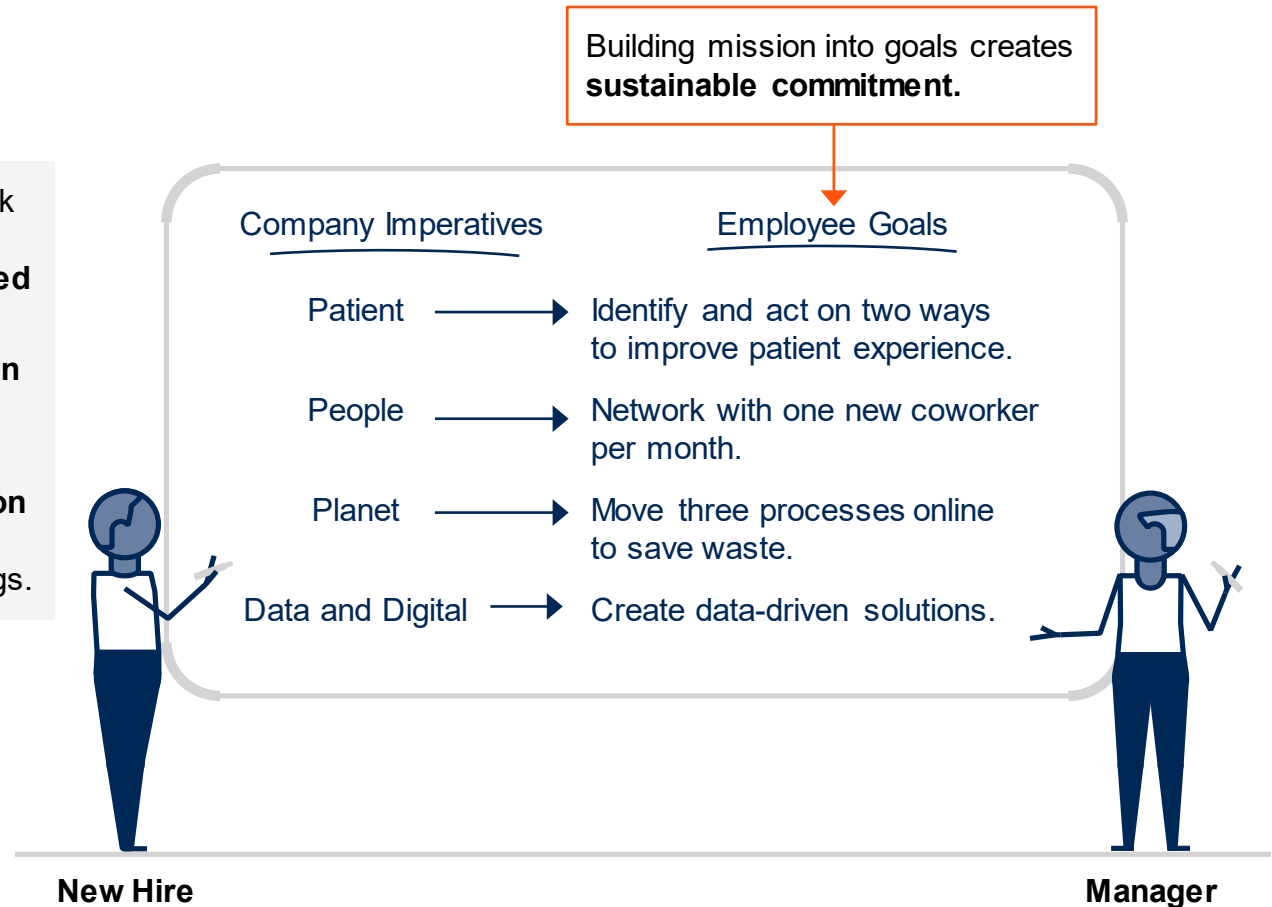 Building mission into goals creates
sustainable commitment.
gs.
Company Imperatives
Employee Goals
Patient
Identify and act on two ways
to improve patient experience.
People
Network with one new coworker
per month.
Planet
Move three processes online
to save waste.
Data and Digital
Create data-driven solutions.
New Hire
Manager